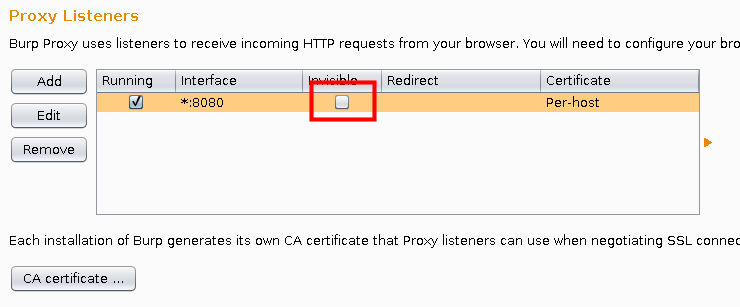 Proxy Listeners
Burp Proxy uses listeners to receive incoming HTTP requests from your browser. You will need to configure your bro
Add
Running Interface Invisible Redirect Certificate
*:8080 Per-host
Edit
Remove
Each installation of Burp generates its own CA certificate that Proxy listeners can use when negotiating SSL connec
CA certificate ...